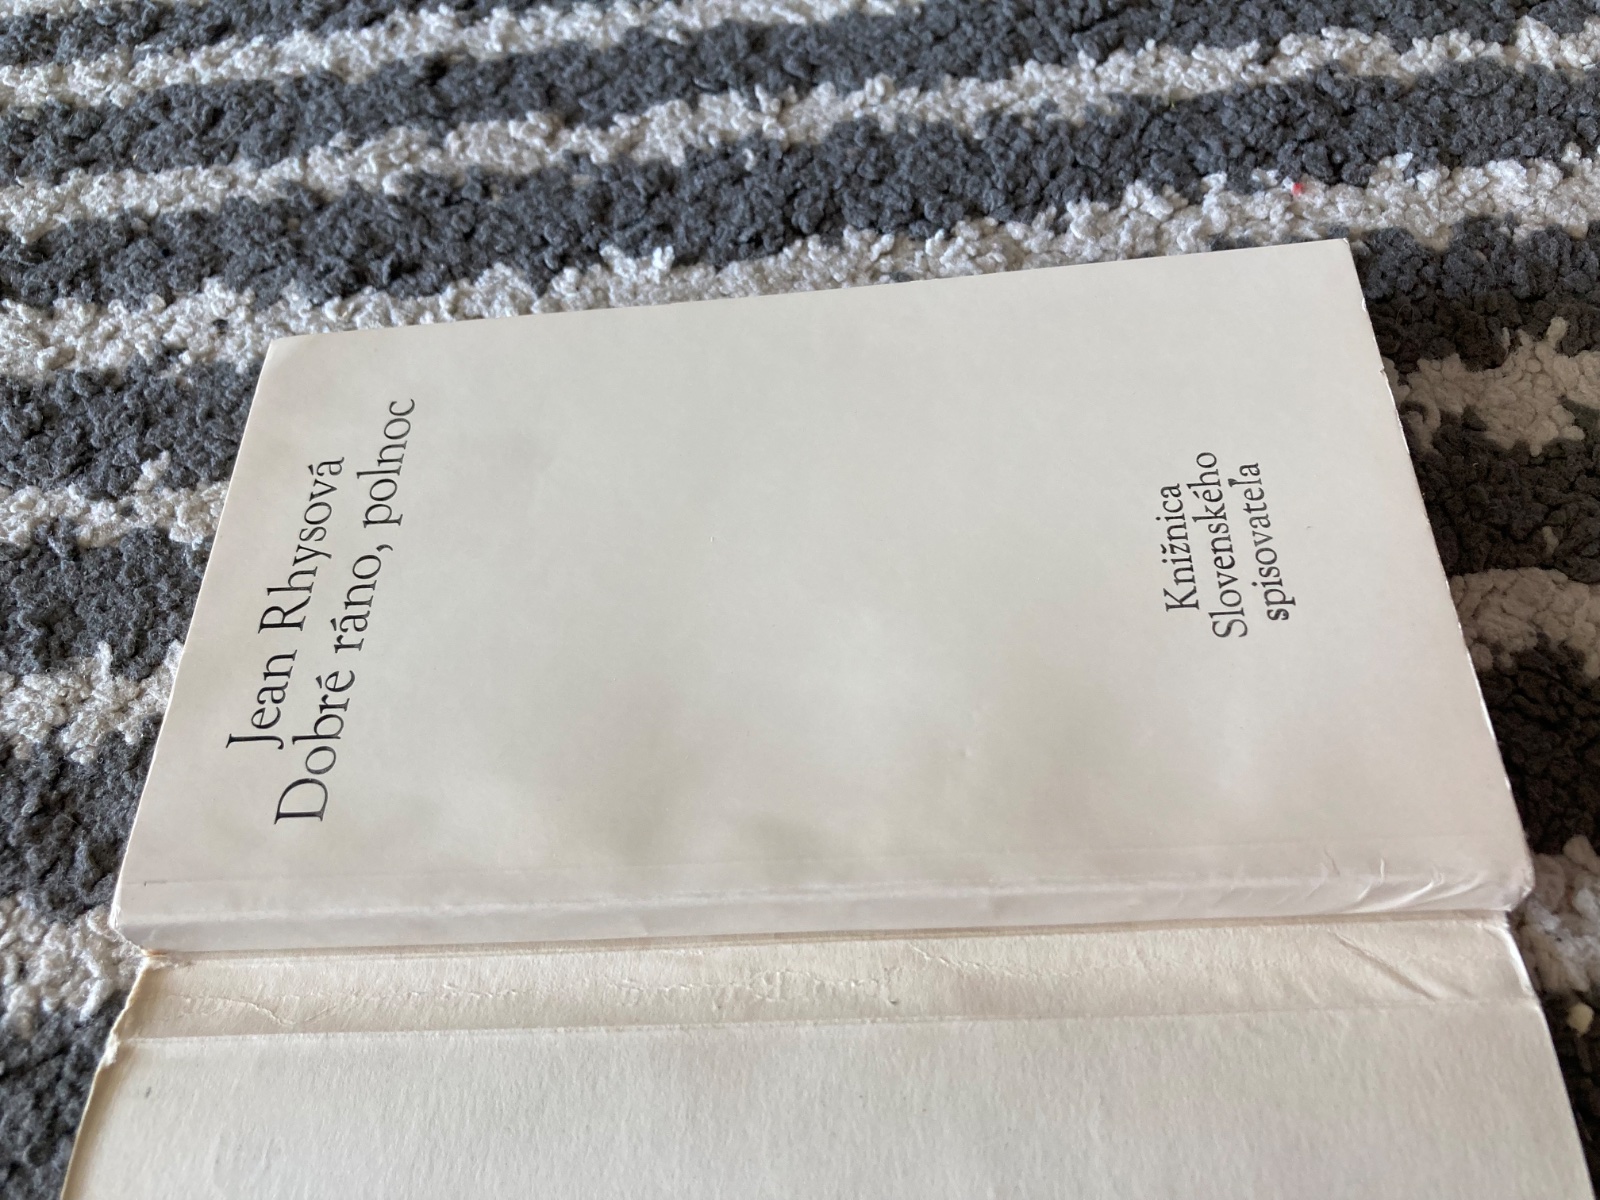 Jean Rhysová
Dobré ráno, polnoc
Knižnica
Slovenského
spisovateľa